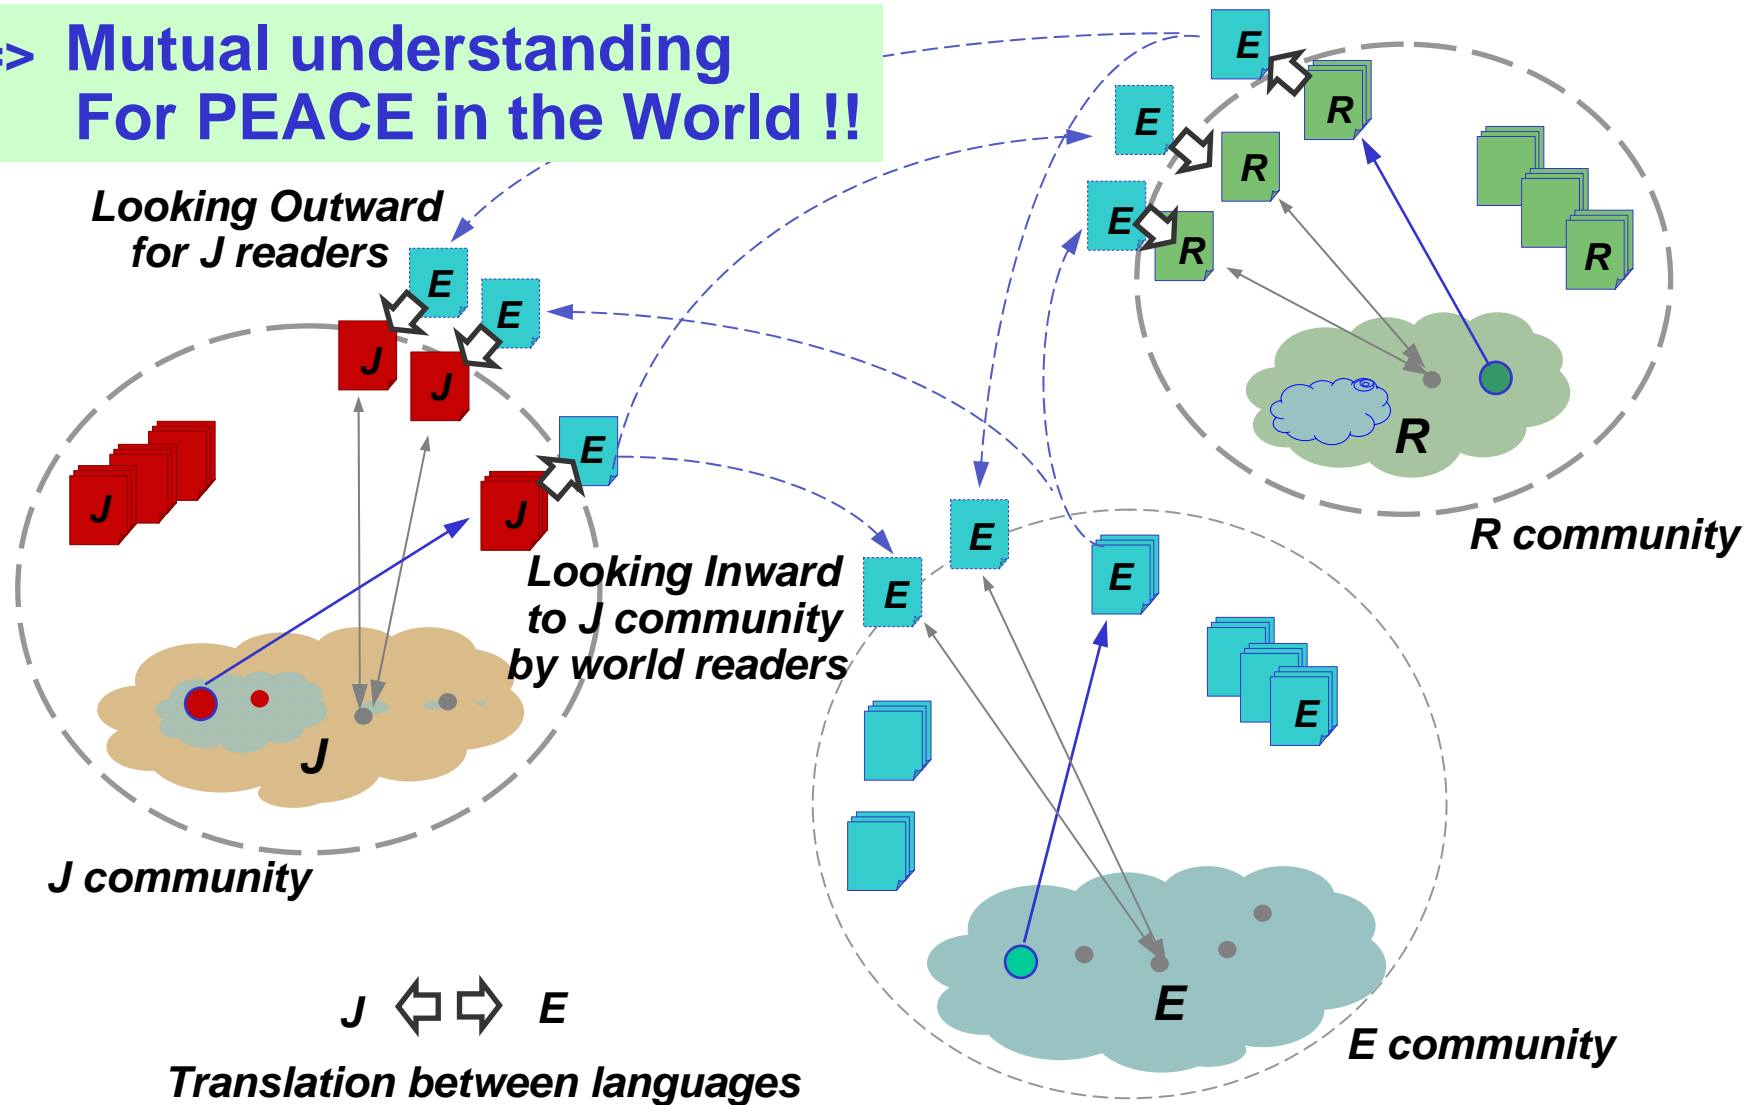 => Mutual understanding
For PEACE in the World !!
E
R
E
R
E
R
R
Looking Outward
for J readers
E
E
J
J
J
E
J
R
R community
Looking Inward
to J community
by world readers
E
E
E
E
J
J community
E
E community
J E
Translation between languages